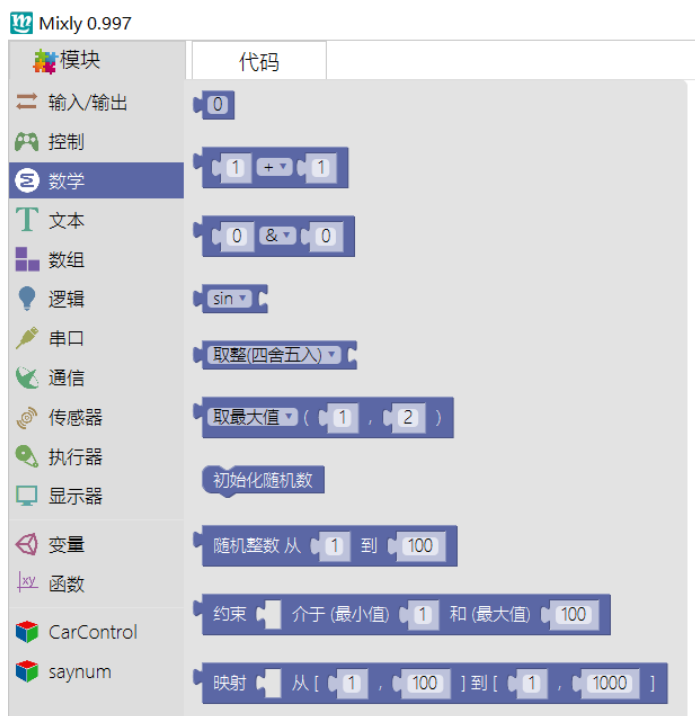 Mixly 0.997
模块
代码
输入/输出
控制
数学
文本
数组
逻辑
串口
通信
传感器
执行器
显示器
变量
xy 函数
CarControl
saynum
0
1 + 1
0 & 0
sin
取整(四舍五入)
取最大值 ( 1 , 2 )
初始化随机数
随机整数 从 1 到 100
约束 介于 (最小值) 1 和 (最大值) 100
映射 从 [ 1 , 100 ] 到 [ 1 , 1000 ]